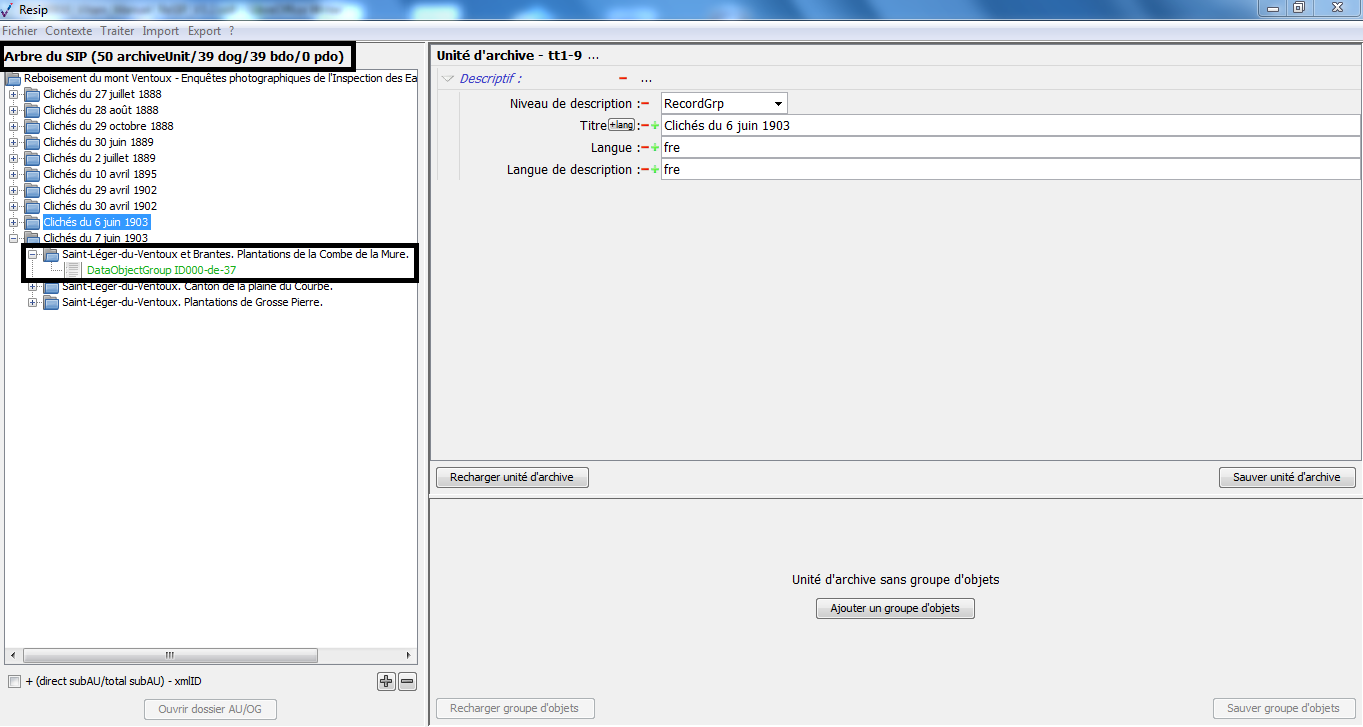 Resip
Fichier Contexte Traiter Import Export ?
Arbre du SIP (50 archiveUnit/39 dog/39 bdo/0 pdo)
Reboisement du mont Ventoux - Enquêtes photographiques de l'Inspection des Ea
Clichés du 27 juillet 1888
Clichés du 28 août 1888
Clichés du 29 octobre 1888
Clichés du 30 juin 1889
Clichés du 2 juillet 1889
Clichés du 10 avril 1895
Clichés du 29 avril 1902
Clichés du 30 avril 1902
Clichés du 6 juin 1903
Clichés du 7 juin 1903
Saint-Léger-du-Ventoux et Brantes. Plantations de la Combe de la Mure.
DataObjectGroup ID000-de-37
Saint-Léger-du-Ventoux. Canton de la plaine du Courbe.
Saint-Léger-du-Ventoux. Plantations de Grosse Pierre.
+ (direct subAU/total subAU) - xmlID
Ouvrir dossier AU/OG
Unité d'archive - tt1-9 ...
Descriptif : ...
Niveau de description : RecordGrp
Titre +lang : Clichés du 6 juin 1903
Langue : fre
Langue de description : fre
Recharger unité d'archive Sauver unité d'archive
Unité d'archive sans groupe d'objets
Ajouter un groupe d'objets
Recharger groupe d'objets Sauver groupe d'objets